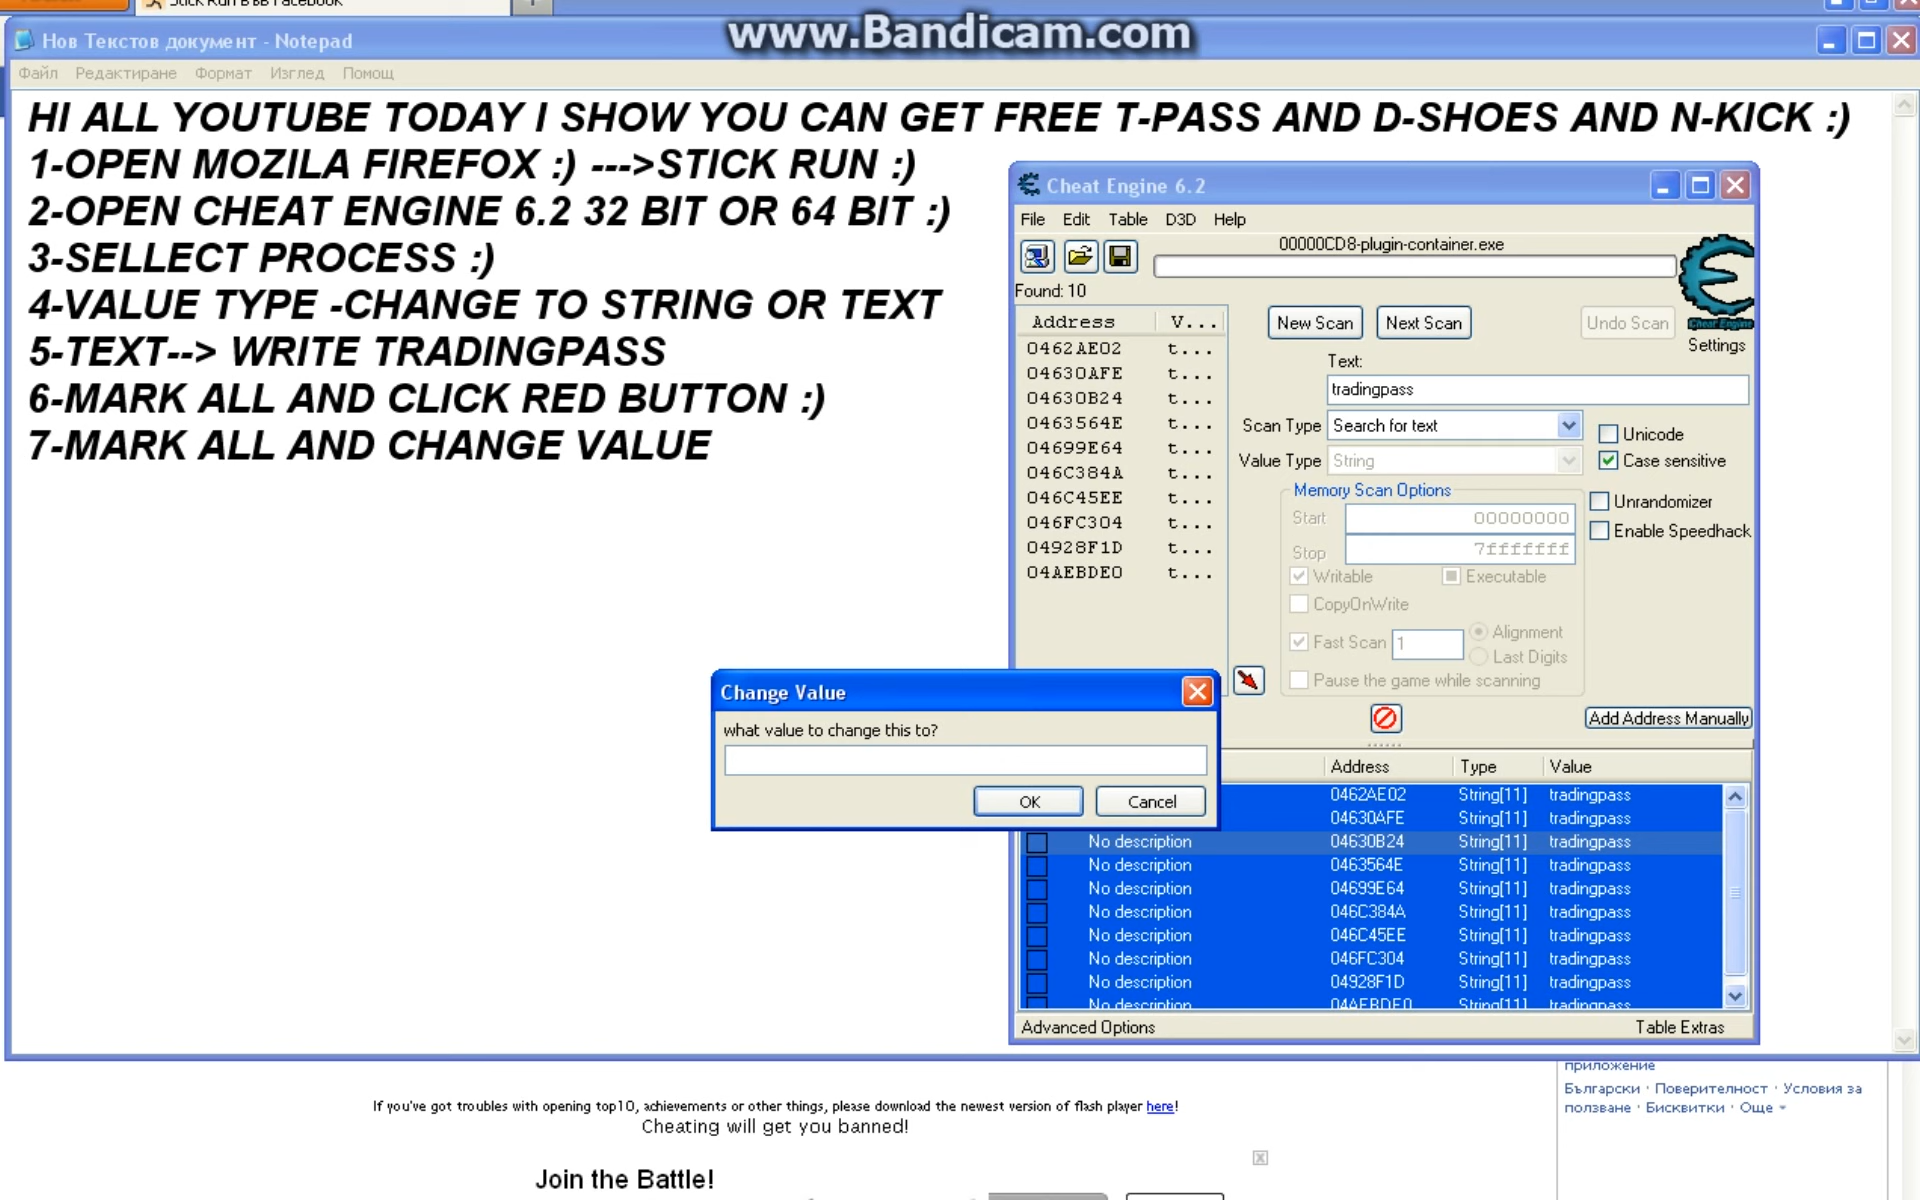 Stick Run във Facebook
Нов Текстов документ - Notepad
www.Bandicam.com
Файл Редактиране Формат Изглед Помощ
HI ALL YOUTUBE TODAY I SHOW YOU CAN GET FREE T-PASS AND D-SHOES AND N-KICK :)
1-OPEN MOZILA FIREFOX :) --->STICK RUN :)
2-OPEN CHEAT ENGINE 6.2 32 BIT OR 64 BIT :)
3-SELLECT PROCESS :)
4-VALUE TYPE -CHANGE TO STRING OR TEXT
5-TEXT--> WRITE TRADINGPASS
6-MARK ALL AND CLICK RED BUTTON :)
7-MARK ALL AND CHANGE VALUE
Cheat Engine 6.2
File Edit Table D3D Help
00000CD8-plugin-container.exe
Found: 10
Address V...
0462AE02 t...
04630AFE t...
04630B24 t...
0463564E t...
04699E64 t...
046C384A t...
046C45EE t...
046FC304 t...
04928F1D t...
04AEBDE0 t...
New Scan Next Scan Undo Scan
Cheat Engine
Settings
Text:
tradingpass
Scan Type Search for text
Value Type String
Unicode
Case sensitive
Memory Scan Options
Start 00000000
Stop 7fffffff
Writable Executable
CopyOnWrite
Fast Scan 1 Alignment
Last Digits
Pause the game while scanning
Unrandomizer
Enable Speedhack
Add Address Manually
Change Value
what value to change this to?
OK Cancel
Address Type Value
0462AE02 String[11] tradingpass
04630AFE String[11] tradingpass
No description 04630B24 String[11] tradingpass
No description 0463564E String[11] tradingpass
No description 04699E64 String[11] tradingpass
No description 046C384A String[11] tradingpass
No description 046C45EE String[11] tradingpass
No description 046FC304 String[11] tradingpass
No description 04928F1D String[11] tradingpass
No description 04AEBDE0 String[11] tradingpass
Advanced Options Table Extras
приложение
Български · Поверителност · Условия за
ползване · Бисквитки · Още
If you've got troubles with opening top10, achievements or other things, please download the newest version of flash player here!
Cheating will get you banned!
Join the Battle!